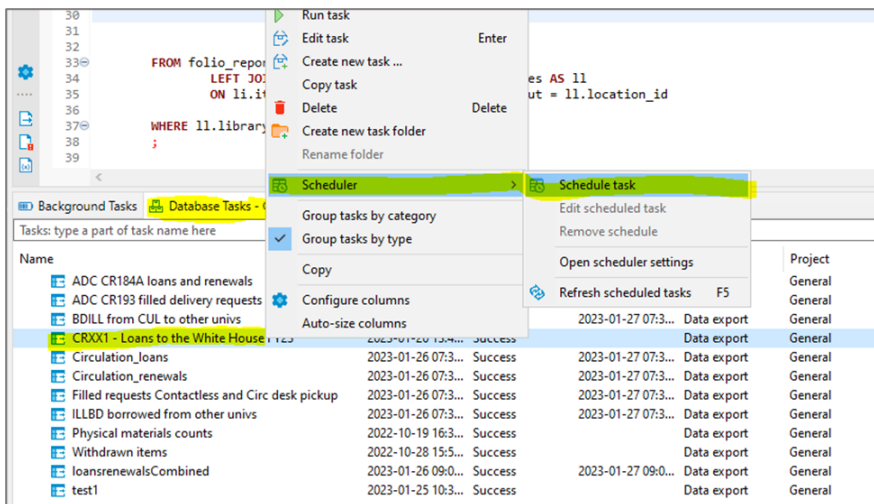 30
Run task
31
Edit task Enter
32
Create new task ...
33 FROM folio_repo
34 LEFT JOI es AS ll
Copy task
35 ON li.it ut = ll.location_id
Delete Delete
36
37 WHERE ll.library
Create new task folder
38 ;
Rename folder
39
Scheduler Schedule task
Background Tasks Database Tasks -
Edit scheduled task
Group tasks by category
Remove schedule
Tasks: type a part of task name here
Group tasks by type
Name Open scheduler settings Project
Copy
ADC CR184A loans and renewals General
Refresh scheduled tasks F5
ADC CR193 filled delivery requests Configure columns General
BDILL from CUL to other univs Auto-size columns 2023-01-27 07:3... Data export General
CRXX1 - Loans to the White House FY23 2023-01-26 13:4... Success Data export General
Circulation_loans 2023-01-26 07:3... Success 2023-01-27 07:3... Data export General
Circulation_renewals 2023-01-26 07:3... Success 2023-01-27 07:3... Data export General
Filled requests Contactless and Circ desk pickup 2023-01-26 07:3... Success 2023-01-27 07:3... Data export General
ILLBD borrowed from other univs 2023-01-26 07:3... Success 2023-01-27 07:3... Data export General
Physical materials counts 2022-10-19 16:3... Success Data export General
Withdrawn items 2022-10-28 15:5... Success Data export General
loansrenewalsCombined 2023-01-26 09:0... Success 2023-01-27 09:0... Data export General
test1 2023-01-25 10:3... Success Data export General